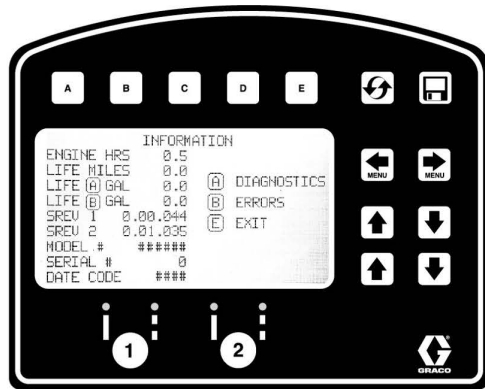 A B C D E
INFORMATION
ENGINE HRS 0.5
LIFE MILES 0.0
LIFE A GAL 0.0
LIFE B GAL 0.0
SREV 1 0.00.044
SREV 2 0.01.035
MODEL # ######
SERIAL # 0
DATE CODE ####
A DIAGNOSTICS
B ERRORS
E EXIT
MENU MENU
1 2
G
GRACO